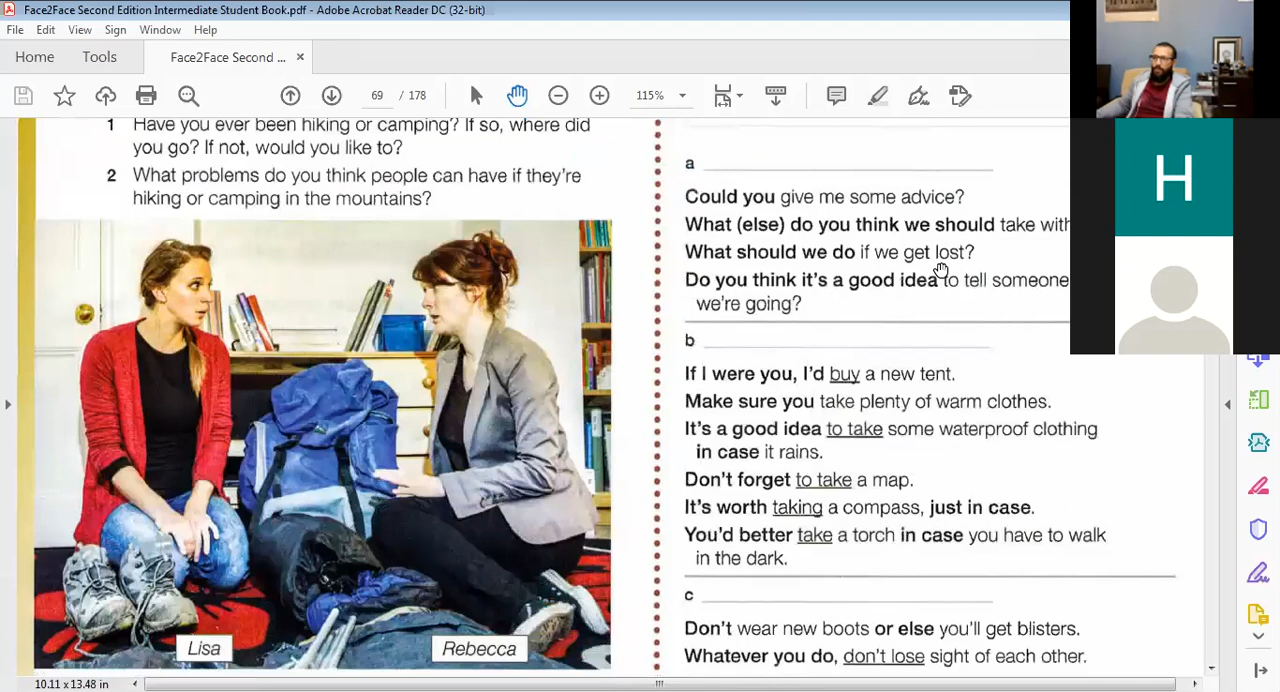 Face2Face Second Edition Intermediate Student Book.pdf - Adobe Acrobat Reader DC (32-bit)
File Edit View Sign Window Help
Home Tools Face2Face Second ... ×
69 / 178 115%
1 Have you ever been hiking or camping? If so, where did
you go? If not, would you like to?
2 What problems do you think people can have if they're
hiking or camping in the mountains?
Lisa
Rebecca
a
Could you give me some advice?
What (else) do you think we should take with
What should we do if we get lost?
Do you think it's a good idea to tell someone
we're going?
b
If I were you, I'd buy a new tent.
Make sure you take plenty of warm clothes.
It's a good idea to take some waterproof clothing
in case it rains.
Don't forget to take a map.
It's worth taking a compass, just in case.
You'd better take a torch in case you have to walk
in the dark.
c
Don't wear new boots or else you'll get blisters.
Whatever you do, don't lose sight of each other.
H
10.11 x 13.48 in